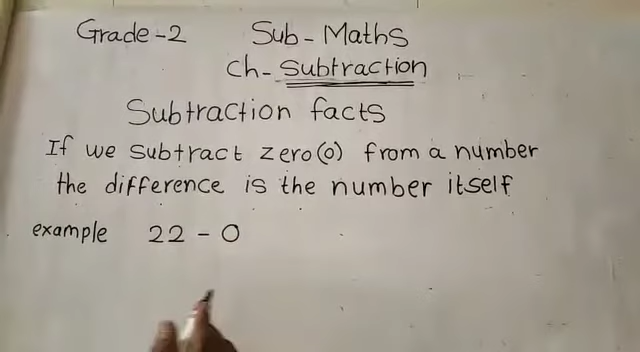 Grade-2 Sub-Maths
Ch-Subtraction
Subtraction facts
If we subtract zero(0) from a number
the difference is the number itself
example 22 - 0